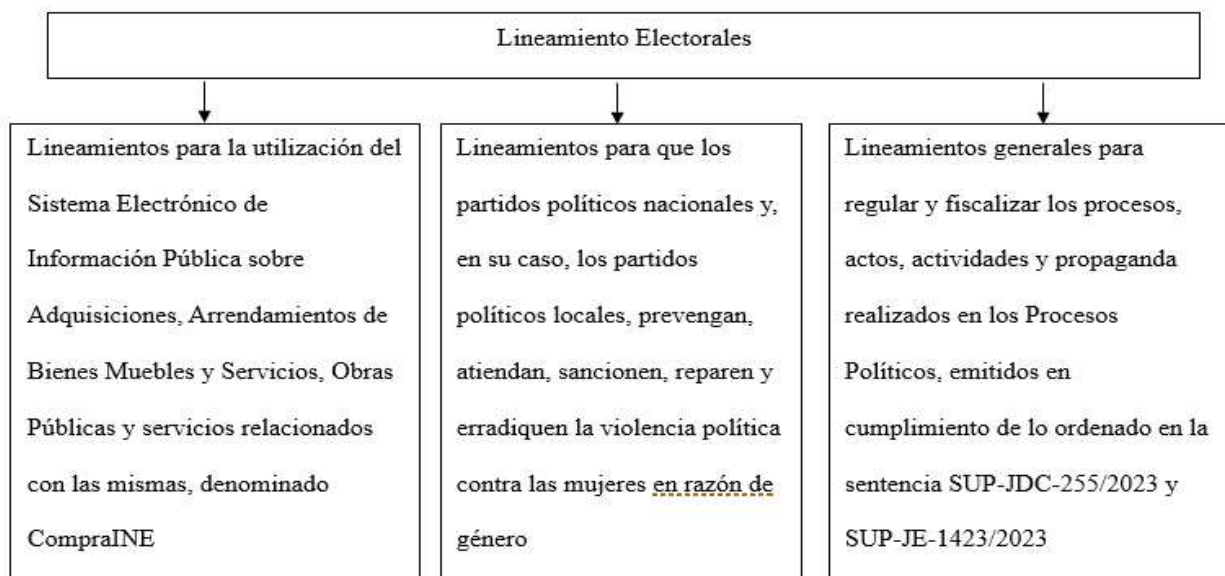 Lineamiento Electorales
Lineamientos para la utilización del
Sistema Electrónico de
Información Pública sobre
Adquisiciones, Arrendamientos de
Bienes Muebles y Servicios, Obras
Públicas y servicios relacionados
con las mismas, denominado
CompraINE
Lineamientos para que los
partidos políticos nacionales y,
en su caso, los partidos
políticos locales, prevengan,
atiendan, sancionen, reparen y
erradiquen la violencia política
contra las mujeres en razón de
género
Lineamientos generales para
regular y fiscalizar los procesos,
actos, actividades y propaganda
realizados en los Procesos
Políticos, emitidos en
cumplimiento de lo ordenado en la
sentencia SUP-JDC-255/2023 y
SUP-JE-1423/2023